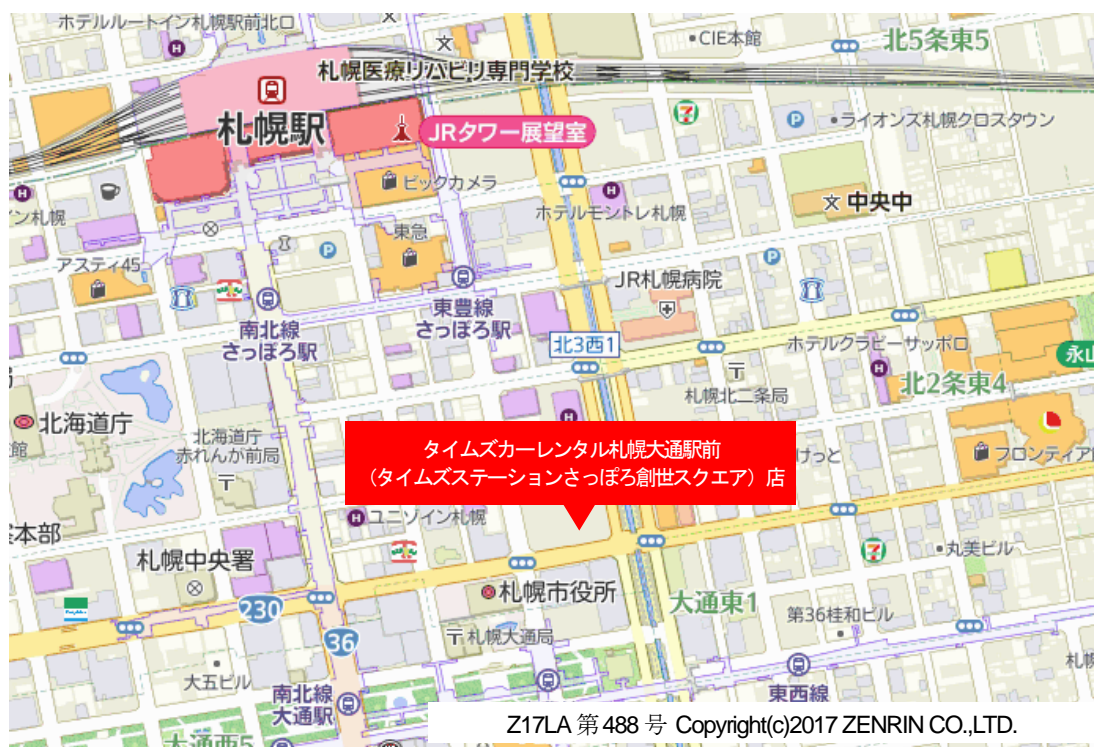 ホテルルートイン札幌駅前北口
CIE本館
北5条東5
札幌医療リハビリ専門学校
札幌駅
JRタワー展望室
ライオンズ札幌クロスタウン
ビックカメラ
中央中
イン札幌
ホテルモントレ札幌
東急
アスティ45
JR札幌病院
東豊線
さっぽろ駅
南北線
さっぽろ駅
北3西1
ホテルクラビーサッポロ
永山
札幌北二条局
北2条東4
北海道庁
館
北海道庁
赤れんが前局
タイムズカーレンタル札幌大通駅前
(タイムズステーションさっぽろ創世スクエア)店
けっと
フロンティア
ユニゾイン札幌
本部
札幌中央署
丸美ビル
札幌市役所
大通東1
230
36
第36桂和ビル
札幌大通局
大五ビル
南北線
大通駅
東西線
札幌
大通西5
Z17LA 第488号 Copyright(c)2017 ZENRIN CO.,LTD.